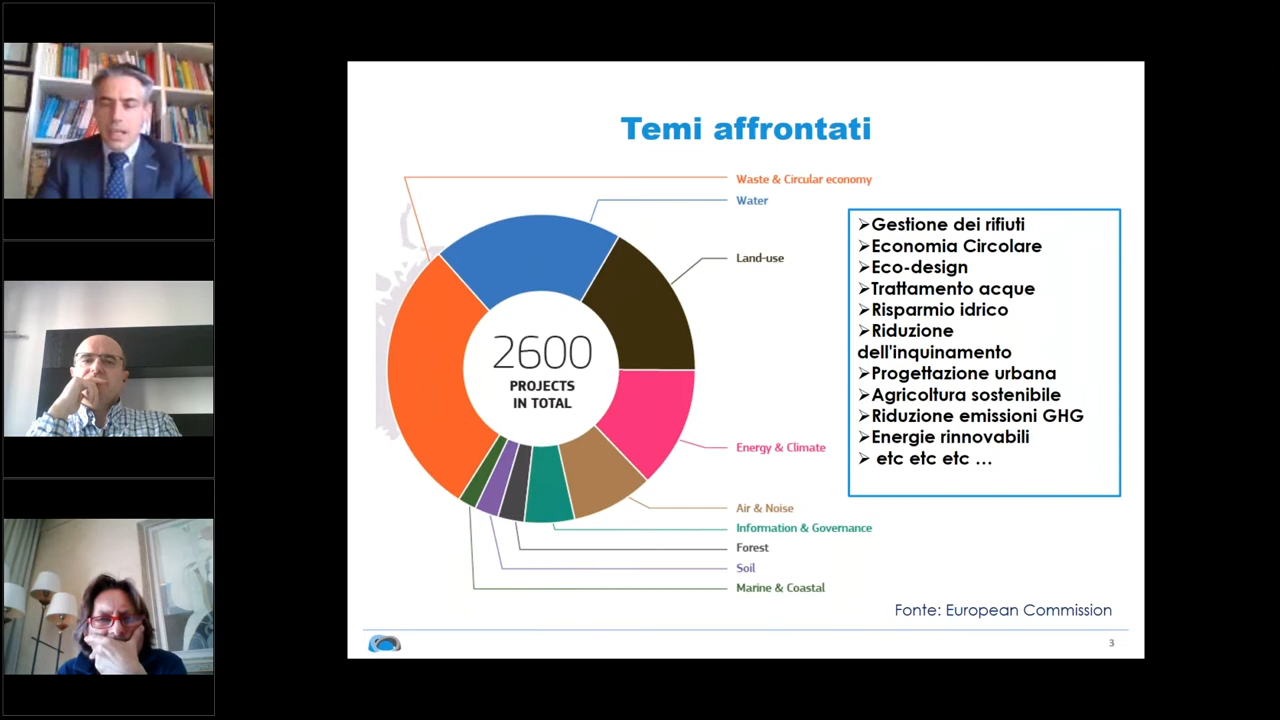 Temi affrontati
Waste & Circular economy
Water
Land-use
2600
PROJECTS
IN TOTAL
Energy & Climate
Air & Noise
Information & Governance
Forest
Soil
Marine & Coastal
➢Gestione dei rifiuti
➢Economia Circolare
➢Eco-design
➢Trattamento acque
➢Risparmio idrico
➢Riduzione
dell'inquinamento
➢Progettazione urbana
➢Agricoltura sostenibile
➢Riduzione emissioni GHG
➢Energie rinnovabili
➢ etc etc etc …
Fonte: European Commission
3